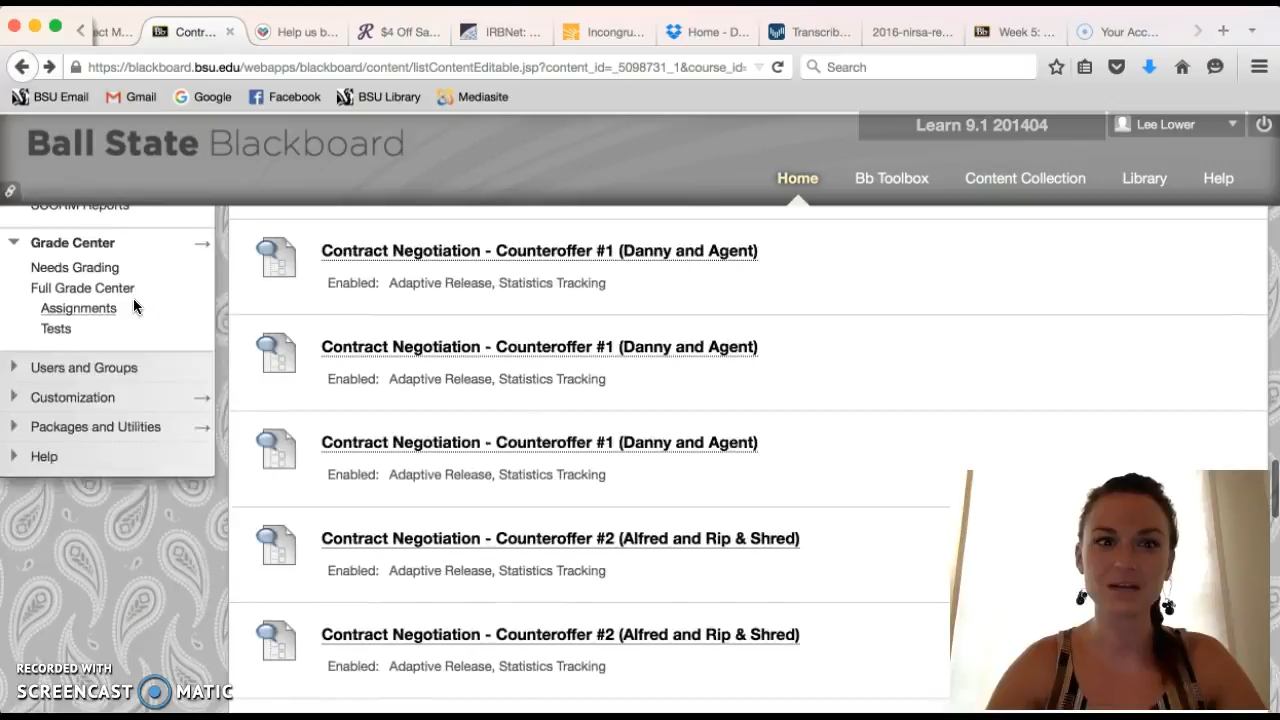 ect M...
Contr...
Help us b...
$4 Off Sa...
IRBNet: ...
Incongru...
Home - D...
Transcrib...
2016-nirsa-re...
Week 5: ...
Your Acc...
https://blackboard.bsu.edu/webapps/blackboard/content/listContentEditable.jsp?content_id=_5098731_1&course_id=
Search
BSU Email
Gmail
Google
Facebook
BSU Library
Mediasite
Ball State Blackboard
Learn 9.1 201404
Lee Lower
Home
Bb Toolbox
Content Collection
Library
Help
SCORM Reports
Grade Center
Needs Grading
Full Grade Center
Assignments
Tests
Users and Groups
Customization
Packages and Utilities
Help
Contract Negotiation - Counteroffer #1 (Danny and Agent)
Enabled: Adaptive Release, Statistics Tracking
Contract Negotiation - Counteroffer #1 (Danny and Agent)
Enabled: Adaptive Release, Statistics Tracking
Contract Negotiation - Counteroffer #1 (Danny and Agent)
Enabled: Adaptive Release, Statistics Tracking
Contract Negotiation - Counteroffer #2 (Alfred and Rip & Shred)
Enabled: Adaptive Release, Statistics Tracking
Contract Negotiation - Counteroffer #2 (Alfred and Rip & Shred)
Enabled: Adaptive Release, Statistics Tracking
RECORDED WITH
SCREENCAST MATIC